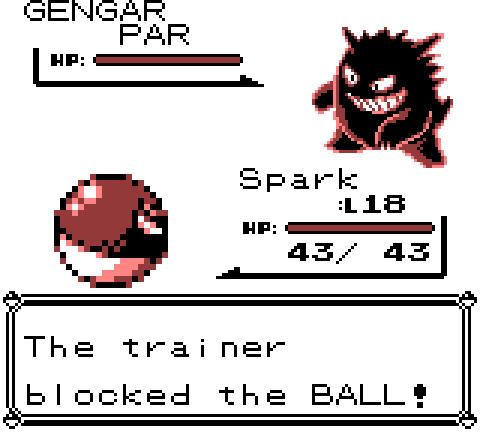 GENGAR
PAR
HP:
Spark
:L18
HP:
43/ 43
The trainer
blocked the BALL!